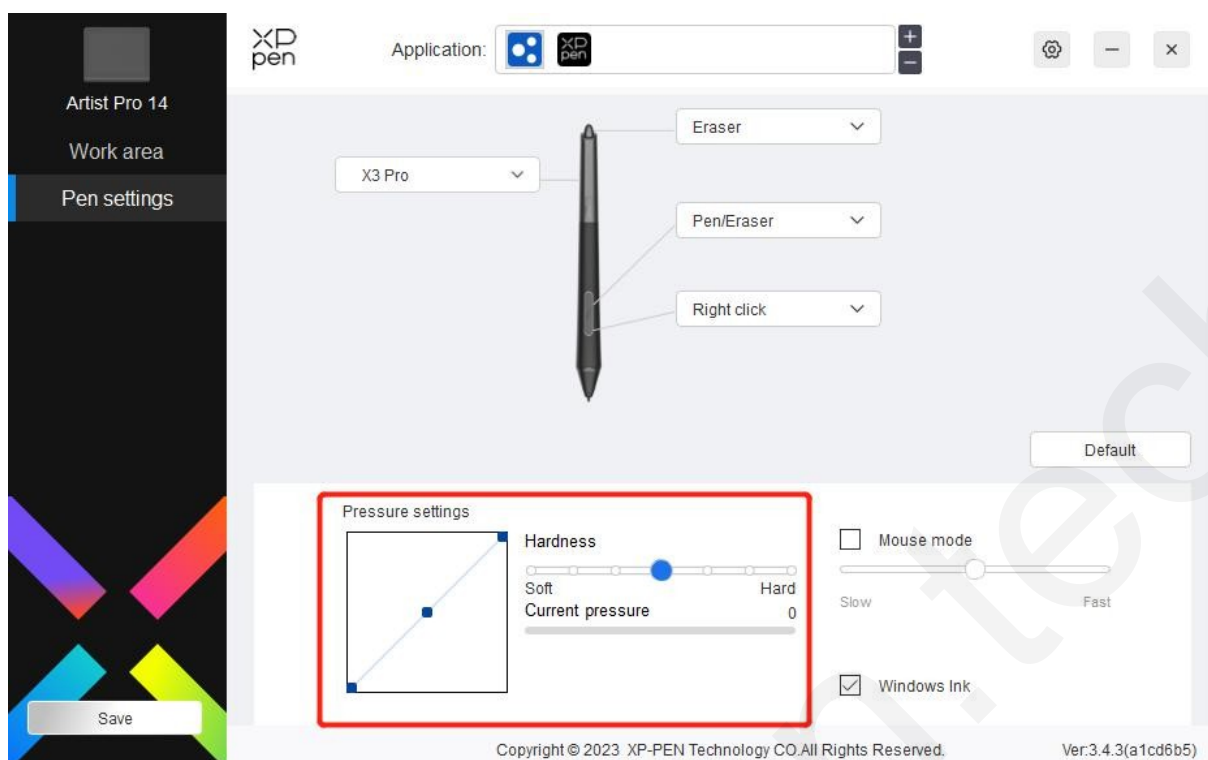 XP
pen
Application:
XP
pen
+
−
Artist Pro 14
Work area
Pen settings
Eraser
X3 Pro
Pen/Eraser
Right click
Default
Pressure settings
Hardness
Soft Hard
Current pressure 0
Mouse mode
Slow Fast
Windows Ink
Save
Copyright © 2023 XP-PEN Technology CO.All Rights Reserved. Ver:3.4.3(a1cd6b5)